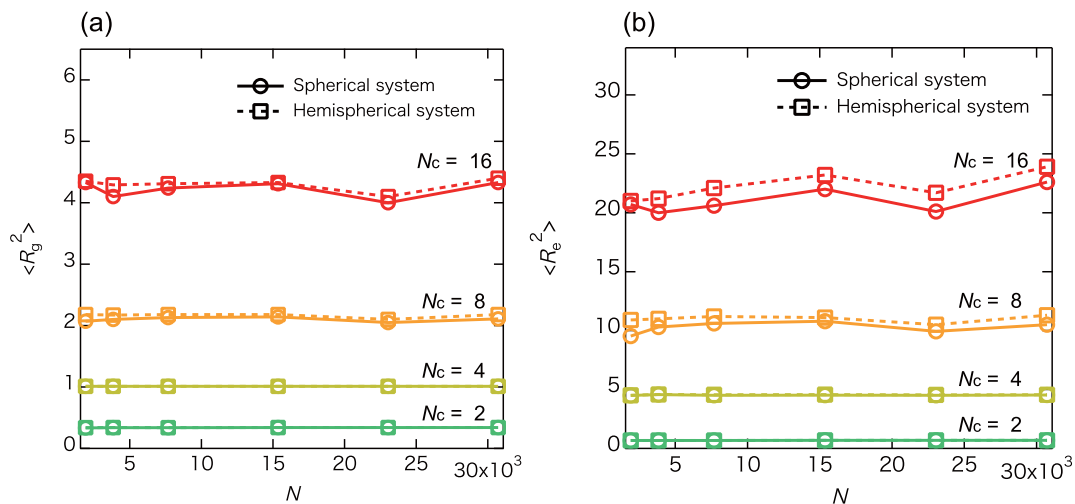 (a)
6
5
4
3
2
1
0
<Rg2>
Spherical system
Hemispherical system
Nc = 16
Nc = 8
Nc = 4
Nc = 2
5
10
15
20
25
30x10³
N
(b)
30
25
20
15
10
5
0
<Re2>
Spherical system
Hemispherical system
Nc = 16
Nc = 8
Nc = 4
Nc = 2
5
10
15
20
25
30x10³
N